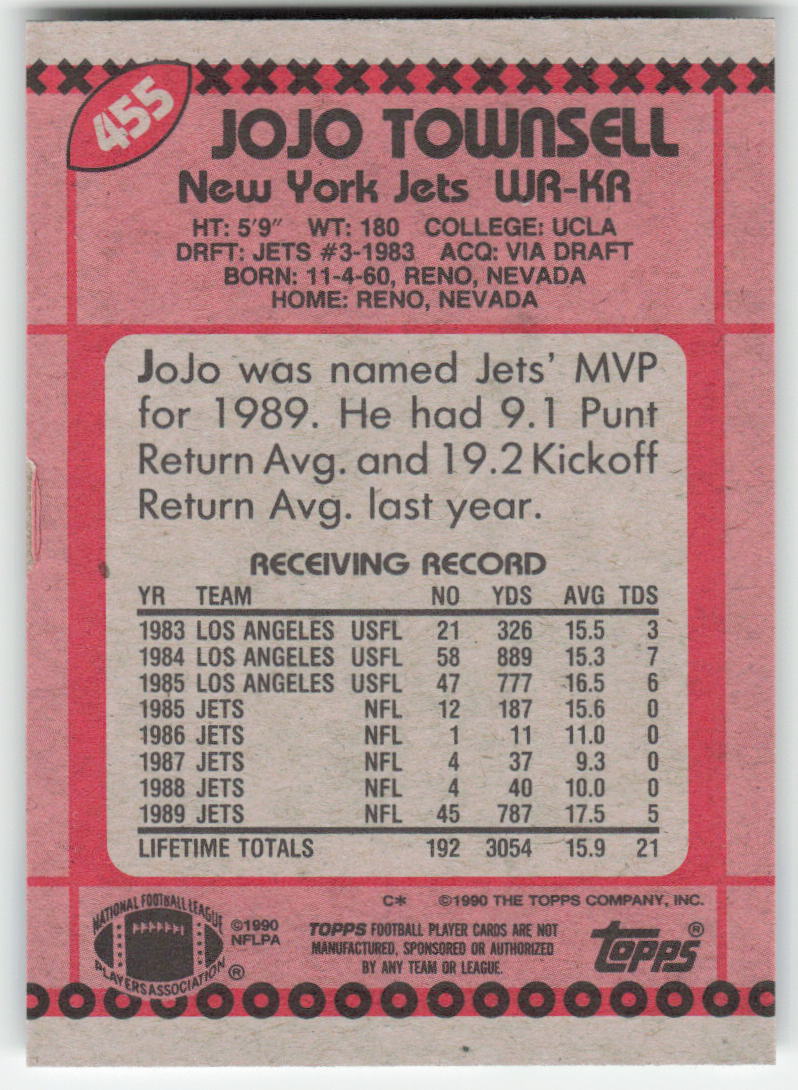 455
JOJO TOWNSELL
New York Jets WR-KR
HT: 5'9" WT: 180 COLLEGE: UCLA
DRFT: JETS #3-1983 ACQ: VIA DRAFT
BORN: 11-4-60, RENO, NEVADA
HOME: RENO, NEVADA
JoJo was named Jets' MVP
for 1989. He had 9.1 Punt
Return Avg. and 19.2 Kickoff
Return Avg. last year.
RECEIVING RECORD
YR TEAM NO YDS AVG TDS
1983 LOS ANGELES USFL 21 326 15.5 3
1984 LOS ANGELES USFL 58 889 15.3 7
1985 LOS ANGELES USFL 47 777 16.5 6
1985 JETS NFL 12 187 15.6 0
1986 JETS NFL 1 11 11.0 0
1987 JETS NFL 4 37 9.3 0
1988 JETS NFL 4 40 10.0 0
1989 JETS NFL 45 787 17.5 5
LIFETIME TOTALS 192 3054 15.9 21
C* ©1990 THE TOPPS COMPANY, INC.
NATIONAL FOOTBALL LEAGUE
PLAYERS ASSOCIATION ®
©1990
NFLPA
TOPPS FOOTBALL PLAYER CARDS ARE NOT
MANUFACTURED, SPONSORED OR AUTHORIZED
BY ANY TEAM OR LEAGUE.
topps ®